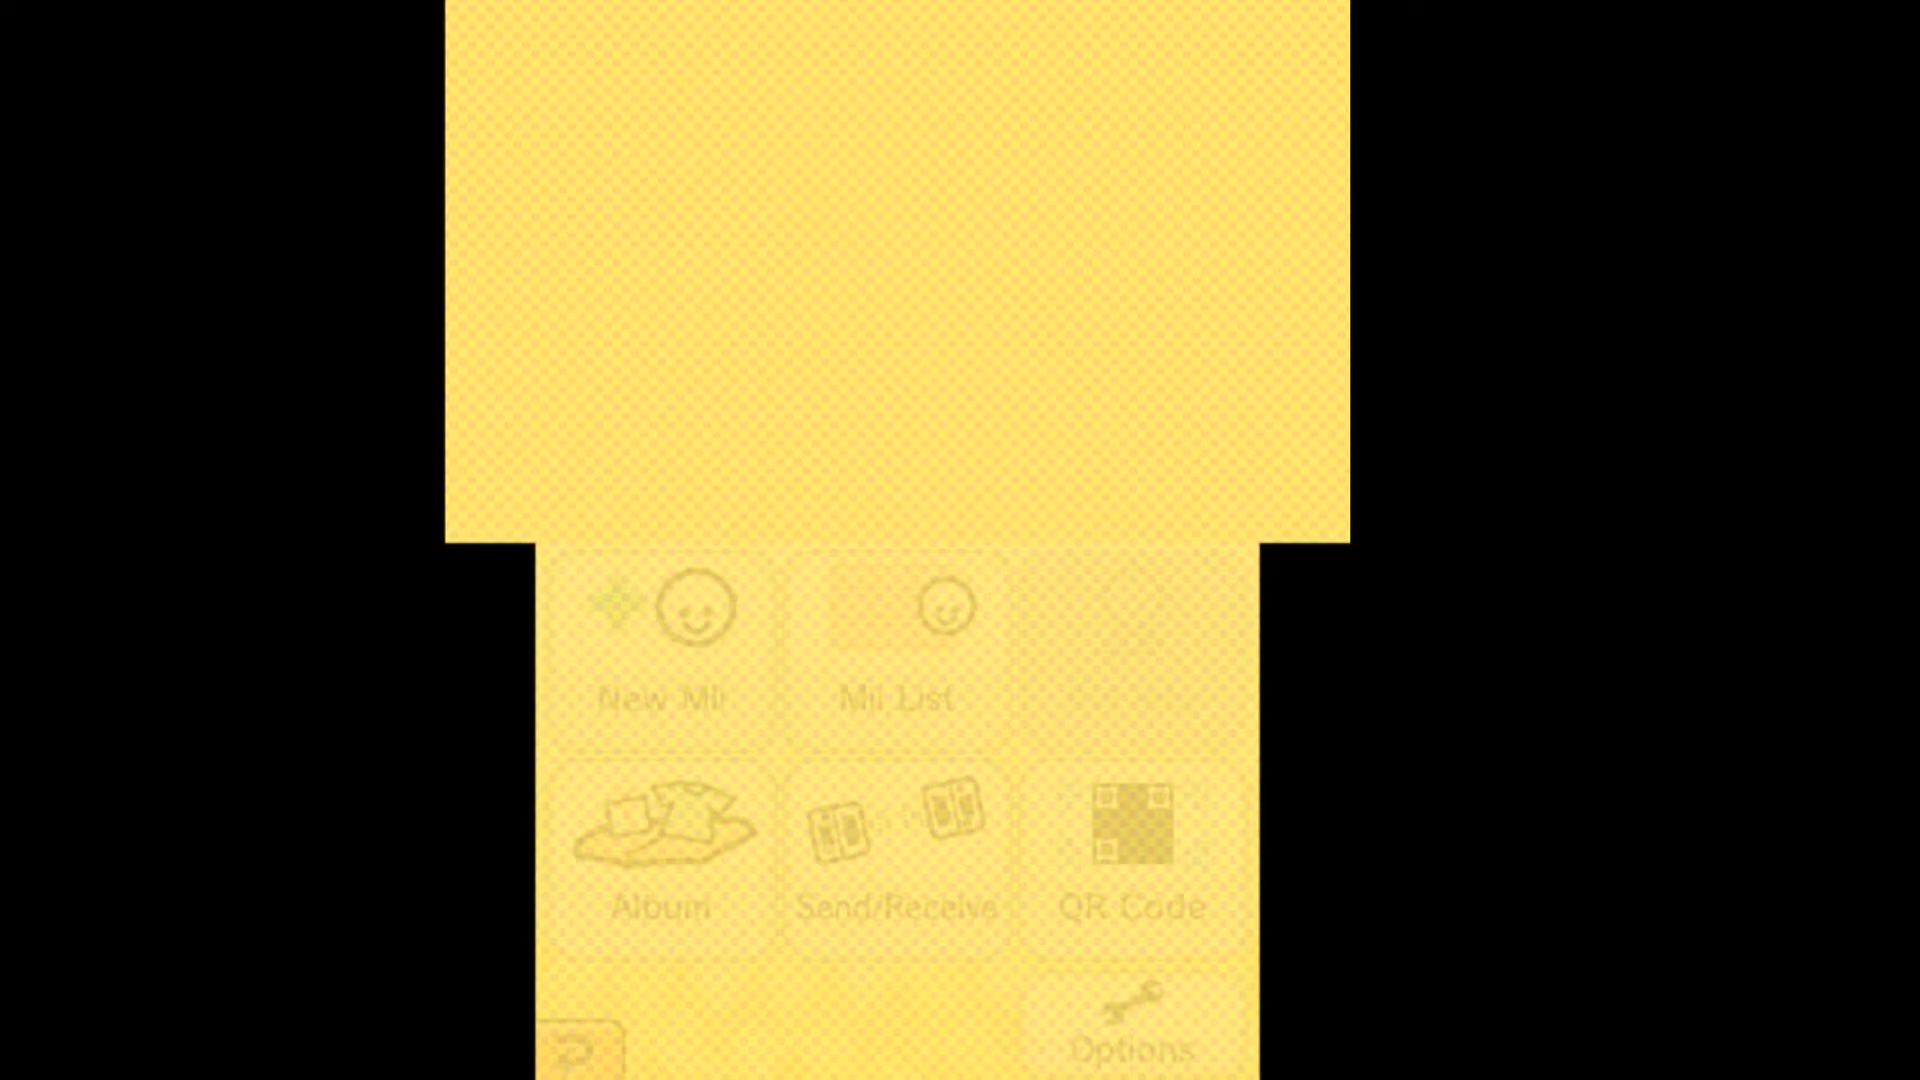 New Mii
Mii List
Album
Send/Receive
QR Code
Options